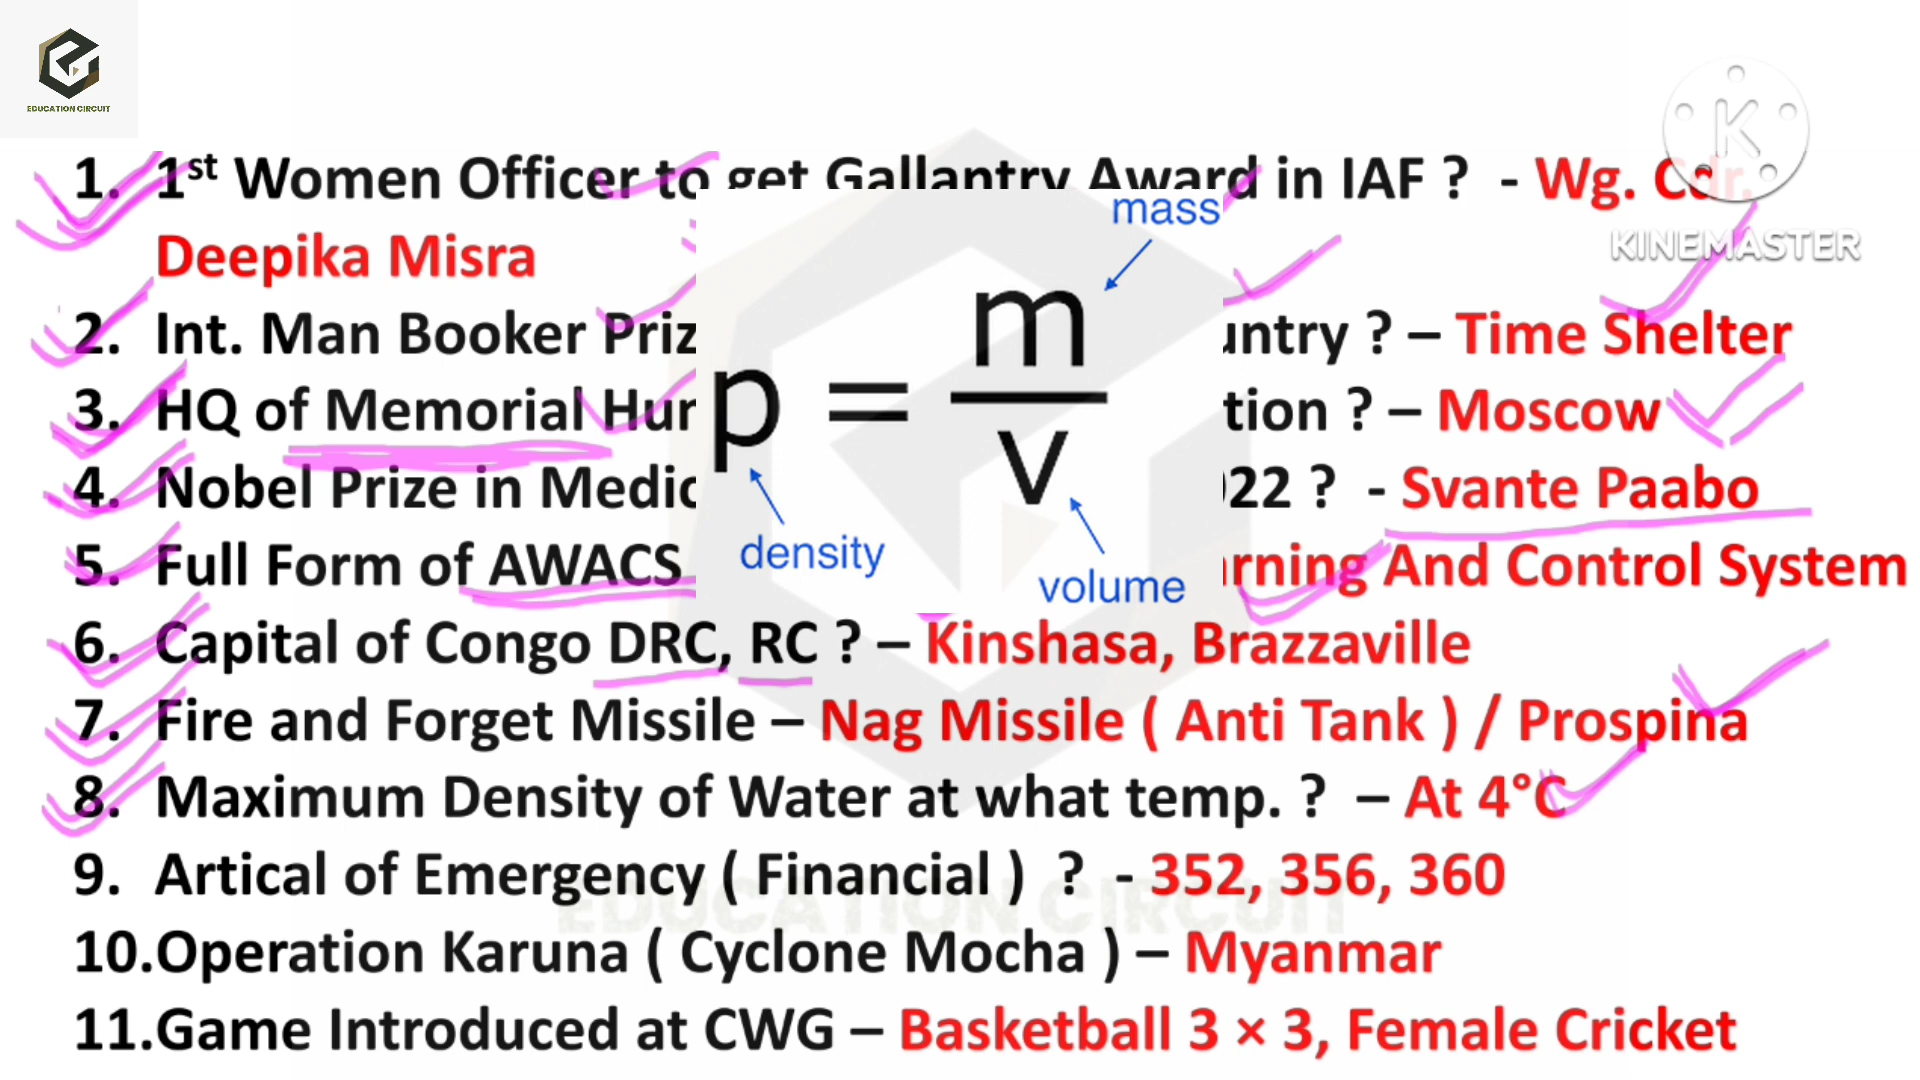 EDUCATION CIRCUIT
1. 1st Women Officer to get Gallantry Award in IAF ? - Wg. Cdr.
Deepika Misra
KINEMASTER
2. Int. Man Booker untry ? – Time Shelter
3. HQ of Memorial tion ? – Moscow
4. Nobel Prize in 22 ? - Svante Paabo
5. Full Form of AWACS rning And Control System
6. Capital of Congo DRC, RC ? – Kinshasa, Brazzaville
7. Fire and Forget Missile – Nag Missile ( Anti Tank ) / Prospina
8. Maximum Density of Water at what temp. ? – At 4°C
9. Artical of Emergency ( Financial ) ? - 352, 356, 360
10.Operation Karuna ( Cyclone Mocha ) – Myanmar
11.Game Introduced at CWG – Basketball 3 × 3, Female Cricket
mass
p = m
v
density
volume
EDUCATION CIRCUIT